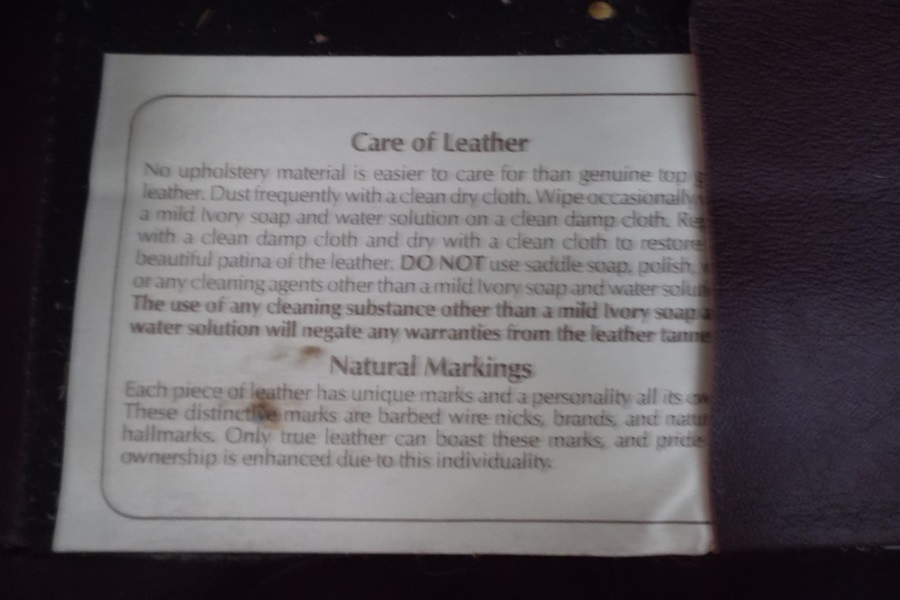 Care of Leather
No upholstery material is easier to care for than genuine top
leather. Dust frequently with a clean dry cloth. Wipe occasionally
a mild Ivory soap and water solution on a clean damp cloth.
with a clean damp cloth and dry with a clean cloth to restore
beautiful patina of the leather. DO NOT use saddle soap, polish,
or any cleaning agents other than a mild Ivory soap and water
The use of any cleaning substance other than a mild Ivory soap
water solution will negate any warranties from the leather
Natural Markings
Each piece of leather has unique marks and a personality all its
These distinctive marks are barbed wire nicks, brands, and
hallmarks. Only true leather can boast these marks, and pride
ownership is enhanced due to this individuality.